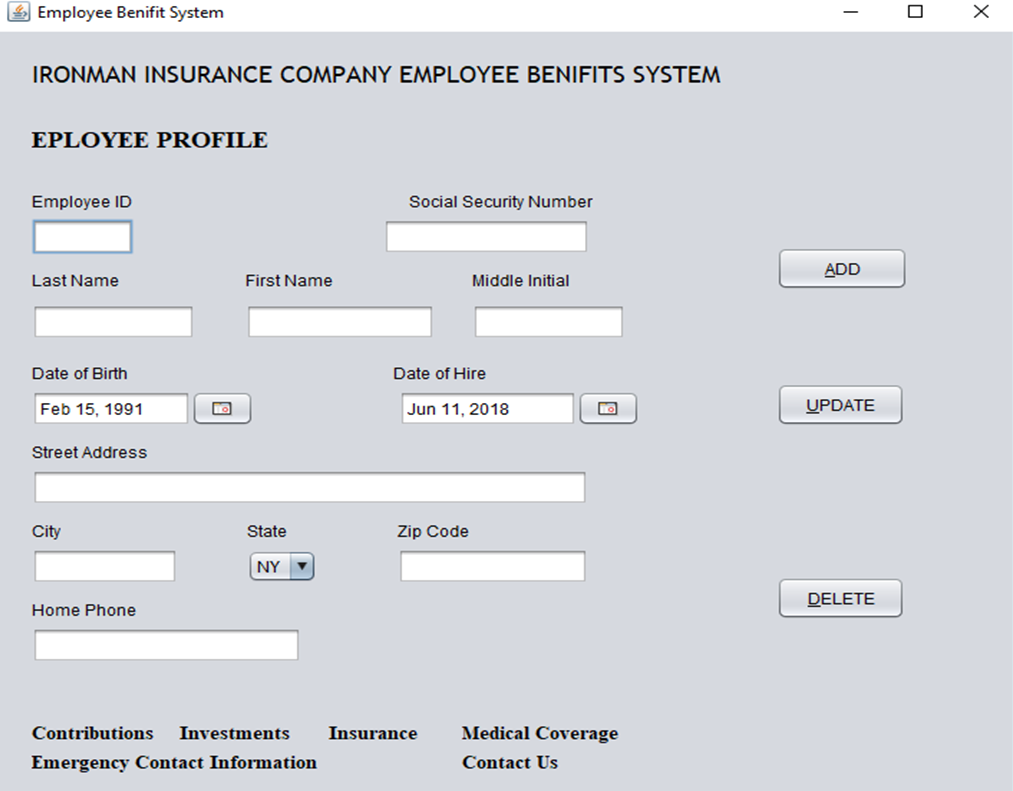 Employee Benifit System
IRONMAN INSURANCE COMPANY EMPLOYEE BENIFITS SYSTEM
EPLOYEE PROFILE
Employee ID Social Security Number
ADD
Last Name First Name Middle Initial
Date of Birth Date of Hire
Feb 15, 1991 Jun 11, 2018
UPDATE
Street Address
City State Zip Code
NY
DELETE
Home Phone
Contributions Investments Insurance Medical Coverage
Emergency Contact Information Contact Us